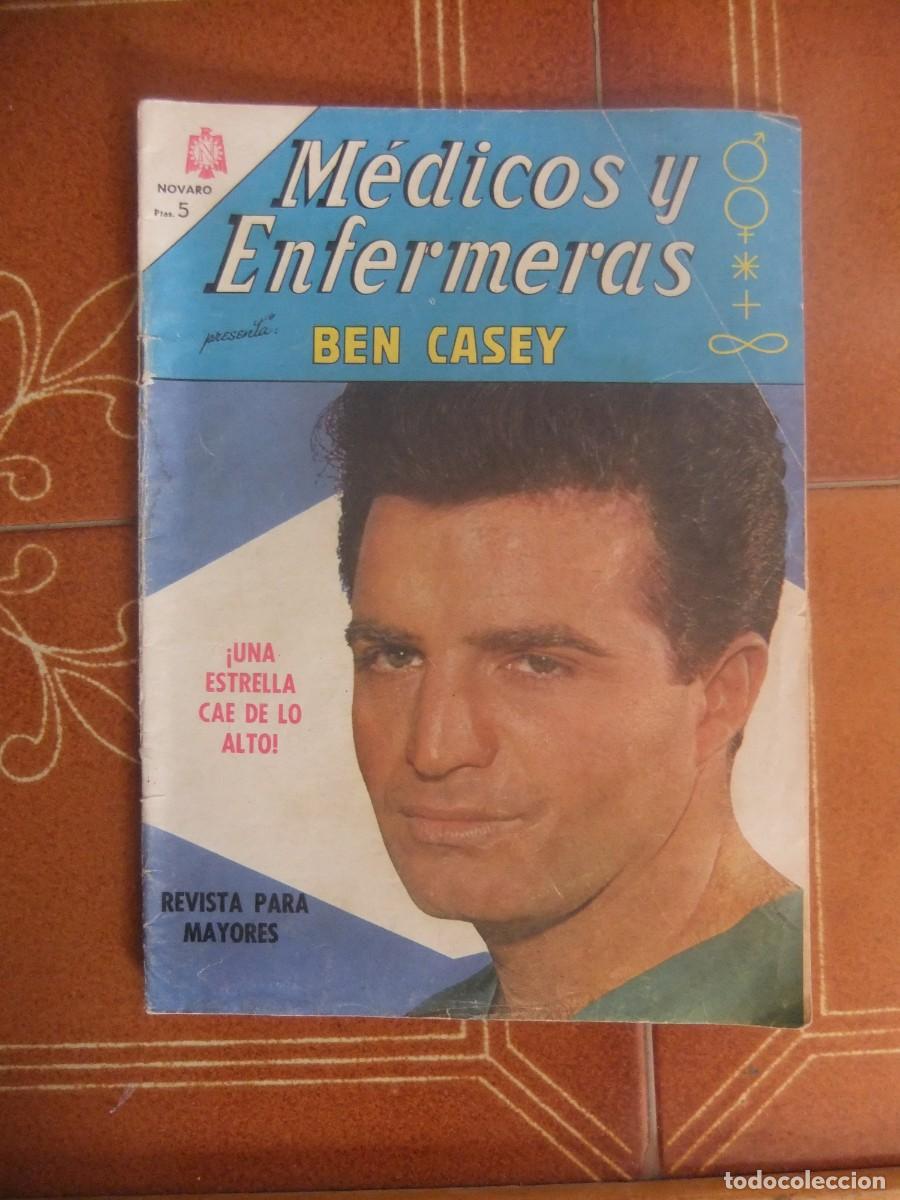 NOVARO
Ptas. 5
Médicos y
Enfermeras
presenta:
BEN CASEY
¡UNA
ESTRELLA
CAE DE LO
ALTO!
REVISTA PARA
MAYORES
todocoleccion